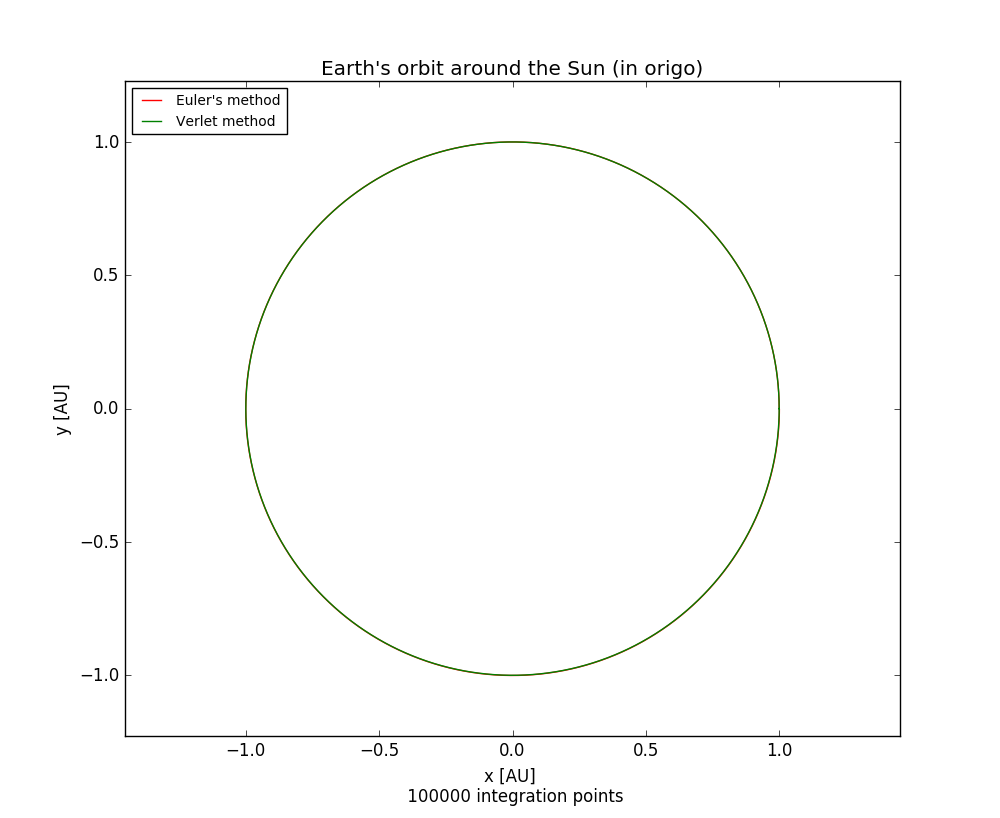 Earth's orbit around the Sun (in origo)
Euler's method
Verlet method
1.0
0.5
0.0
−0.5
−1.0
y [AU]
−1.0 −0.5 0.0 0.5 1.0
x [AU]
100000 integration points